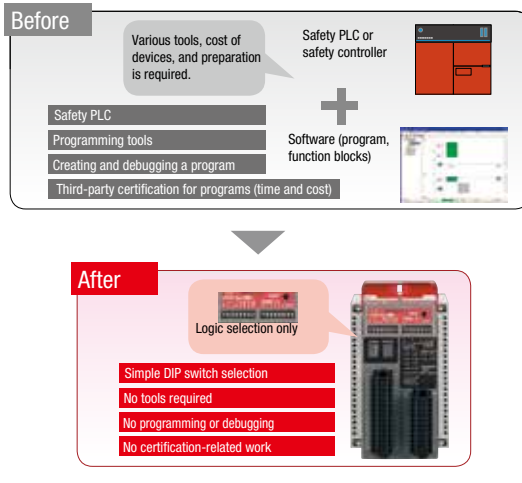 Before
Various tools, cost of
devices, and preparation
is required.
Safety PLC or
safety controller
Safety PLC
Programming tools
Creating and debugging a program
Third-party certification for programs (time and cost)
Software (program,
function blocks)
After
Logic selection only
Simple DIP switch selection
No tools required
No programming or debugging
No certification-related work